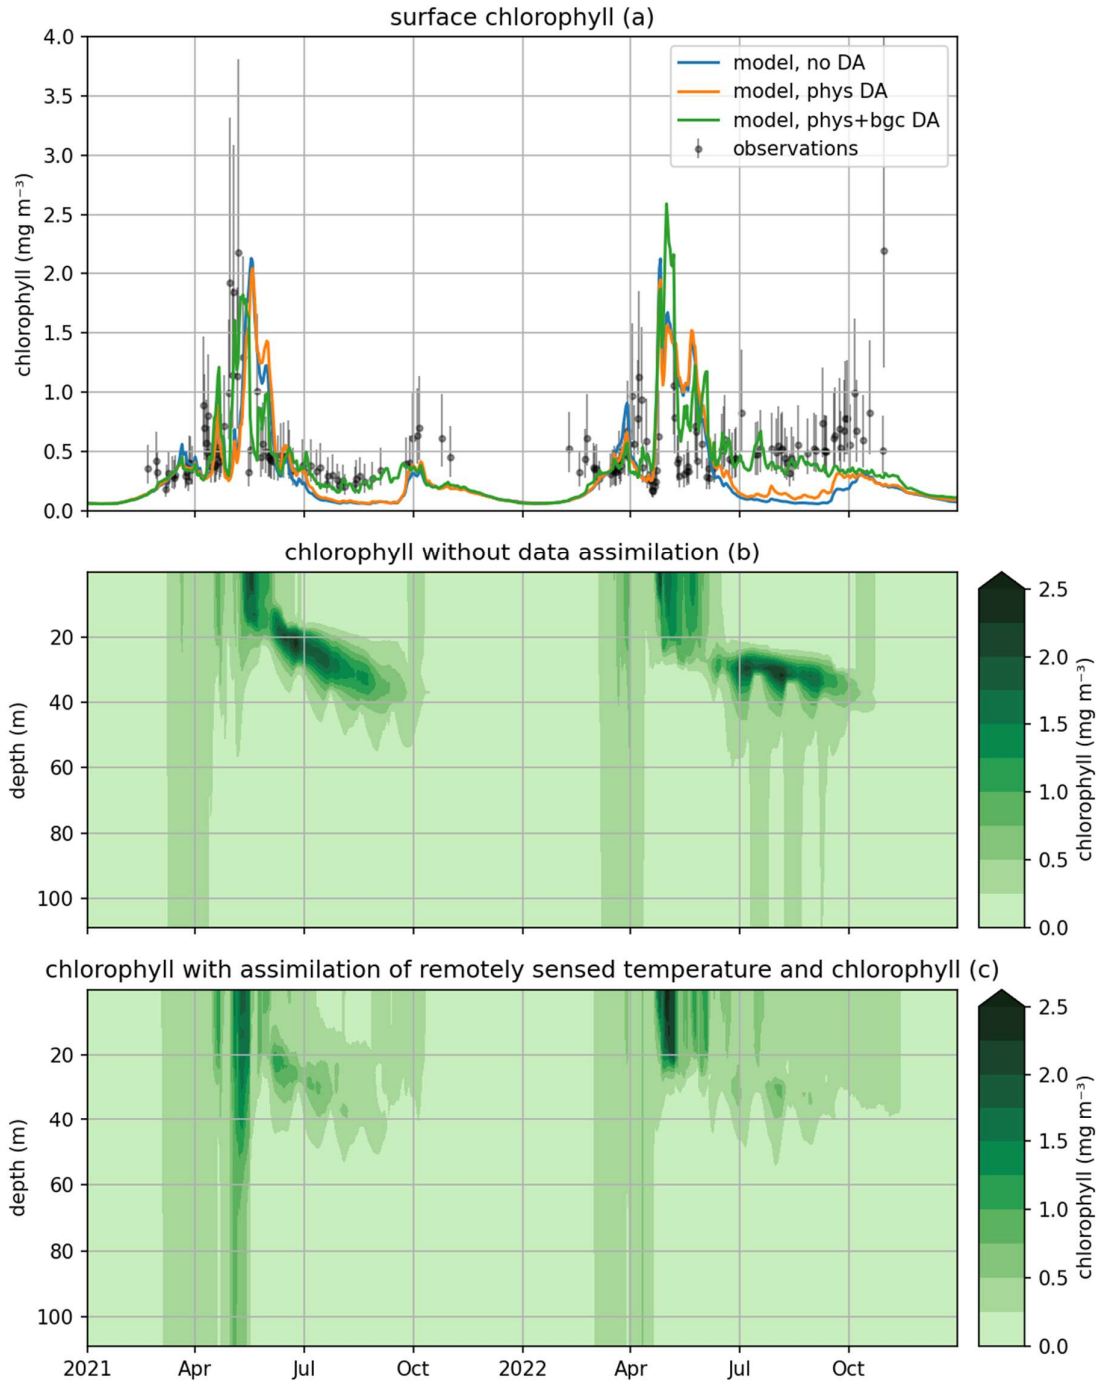 surface chlorophyll (a)
4.0
3.5
3.0
2.5
2.0
1.5
1.0
0.5
0.0
chlorophyll (mg m⁻³)
model, no DA
model, phys DA
model, phys+bgc DA
observations
chlorophyll without data assimilation (b)
20
40
60
80
100
depth (m)
2.5
2.0
1.5
1.0
0.5
0.0
chlorophyll (mg m⁻³)
chlorophyll with assimilation of remotely sensed temperature and chlorophyll (c)
20
40
60
80
100
depth (m)
2021
Apr
Jul
Oct
2022
Apr
Jul
Oct
2.5
2.0
1.5
1.0
0.5
0.0
chlorophyll (mg m⁻³)